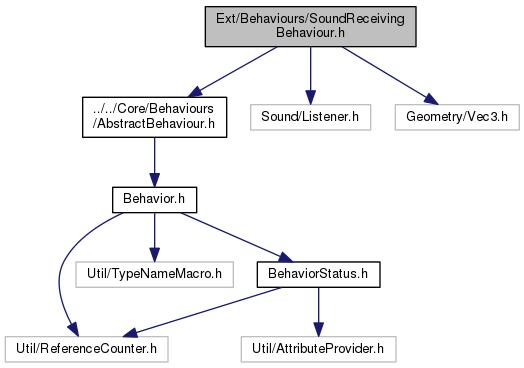 Ext/Behaviours/SoundReceiving
Behaviour.h
../../Core/Behaviours
/AbstractBehaviour.h
Sound/Listener.h
Geometry/Vec3.h
Behavior.h
Util/TypeNameMacro.h
BehaviorStatus.h
Util/ReferenceCounter.h
Util/AttributeProvider.h